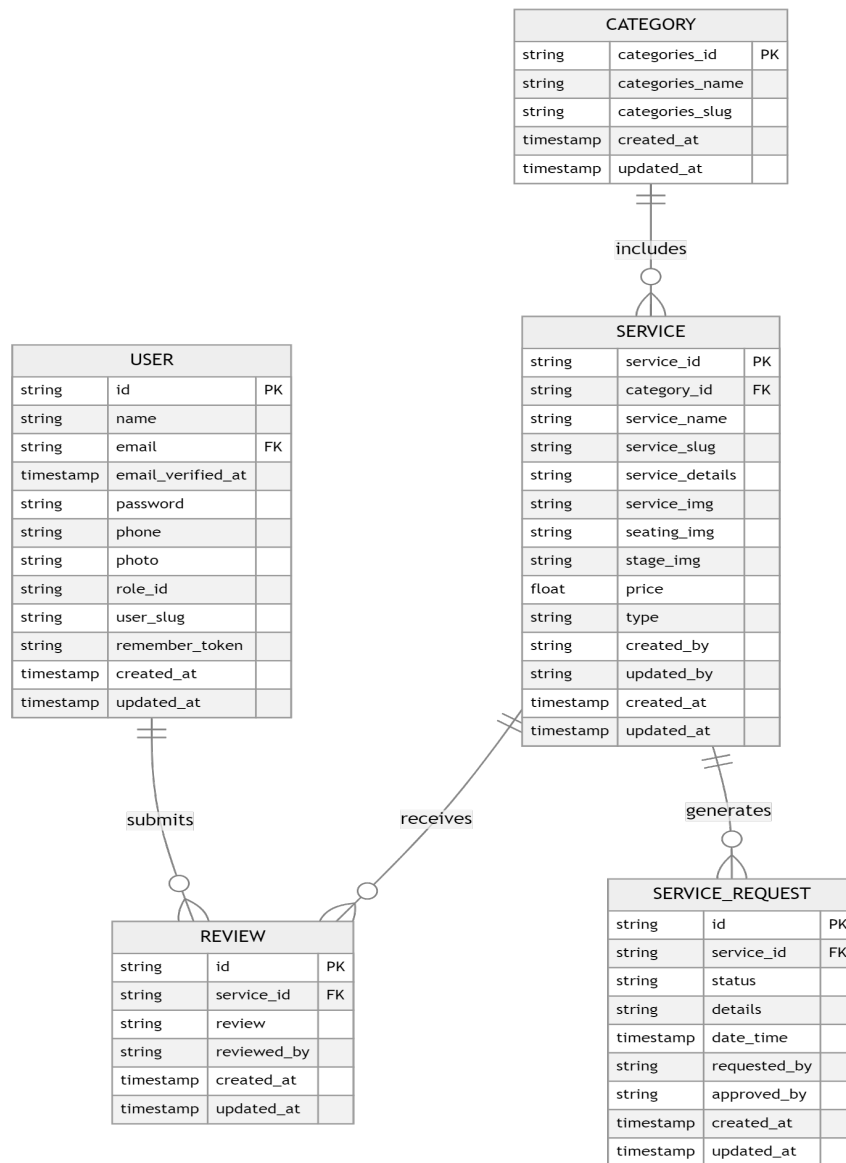 CATEGORY
string categories_id PK
string categories_name
string categories_slug
timestamp created_at
timestamp updated_at
includes
SERVICE
string service_id PK
string category_id FK
string service_name
string service_slug
string service_details
string service_img
string seating_img
string stage_img
float price
string type
string created_by
string updated_by
timestamp created_at
timestamp updated_at
USER
string id PK
string name
string email FK
timestamp email_verified_at
string password
string phone
string photo
string role_id
string user_slug
string remember_token
timestamp created_at
timestamp updated_at
submits
receives
generates
REVIEW
string id PK
string service_id FK
string review
string reviewed_by
timestamp created_at
timestamp updated_at
SERVICE_REQUEST
string id PK
string service_id FK
string status
string details
timestamp date_time
string requested_by
string approved_by
timestamp created_at
timestamp updated_at